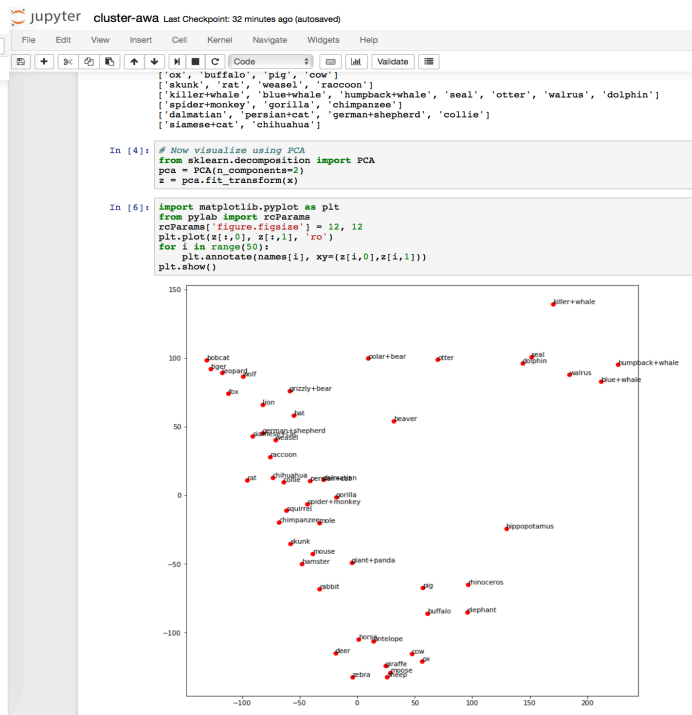 jupyter cluster-awa Last Checkpoint: 32 minutes ago (autosaved)
File Edit View Insert Cell Kernel Navigate Widgets Help
Code Validate
['ox', 'buffalo', 'pig', 'cow']
['skunk', 'rat', 'weasel', 'raccoon']
['killer+whale', 'blue+whale', 'humpback+whale', 'seal', 'otter', 'walrus', 'dolphin']
['spider+monkey', 'gorilla', 'chimpanzee']
['dalmatian', 'persian+cat', 'german+shepherd', 'collie']
['siamese+cat', 'chihuahua']
In [4]: # Now visualize using PCA
from sklearn.decomposition import PCA
pca = PCA(n_components=2)
z = pca.fit_transform(x)
In [6]: import matplotlib.pyplot as plt
from pylab import rcParams
rcParams['figure.figsize'] = 12, 12
plt.plot(z[:,0], z[:,1], 'ro')
for i in range(50):
plt.annotate(names[i], xy=(z[i,0],z[i,1]))
plt.show()
150
killer+whale
bobcat
polar+bear
otter
seal
dolphin
humpback+whale
100
tiger
leopard
wolf
walrus
blue+whale
fox
grizzly+bear
lion
bat
beaver
50
german+shepherd
siamese+cat
weasel
raccoon
rat
chihuahua
collie
persian+cat
dalmatian
0
gorilla
spider+monkey
squirrel
chimpanzee
mole
hippopotamus
skunk
mouse
hamster
giant+panda
-50
rabbit
pig
rhinoceros
buffalo
elephant
-100
horse
antelope
deer
cow
ox
giraffe
moose
zebra
sheep
-100 -50 0 50 100 150 200